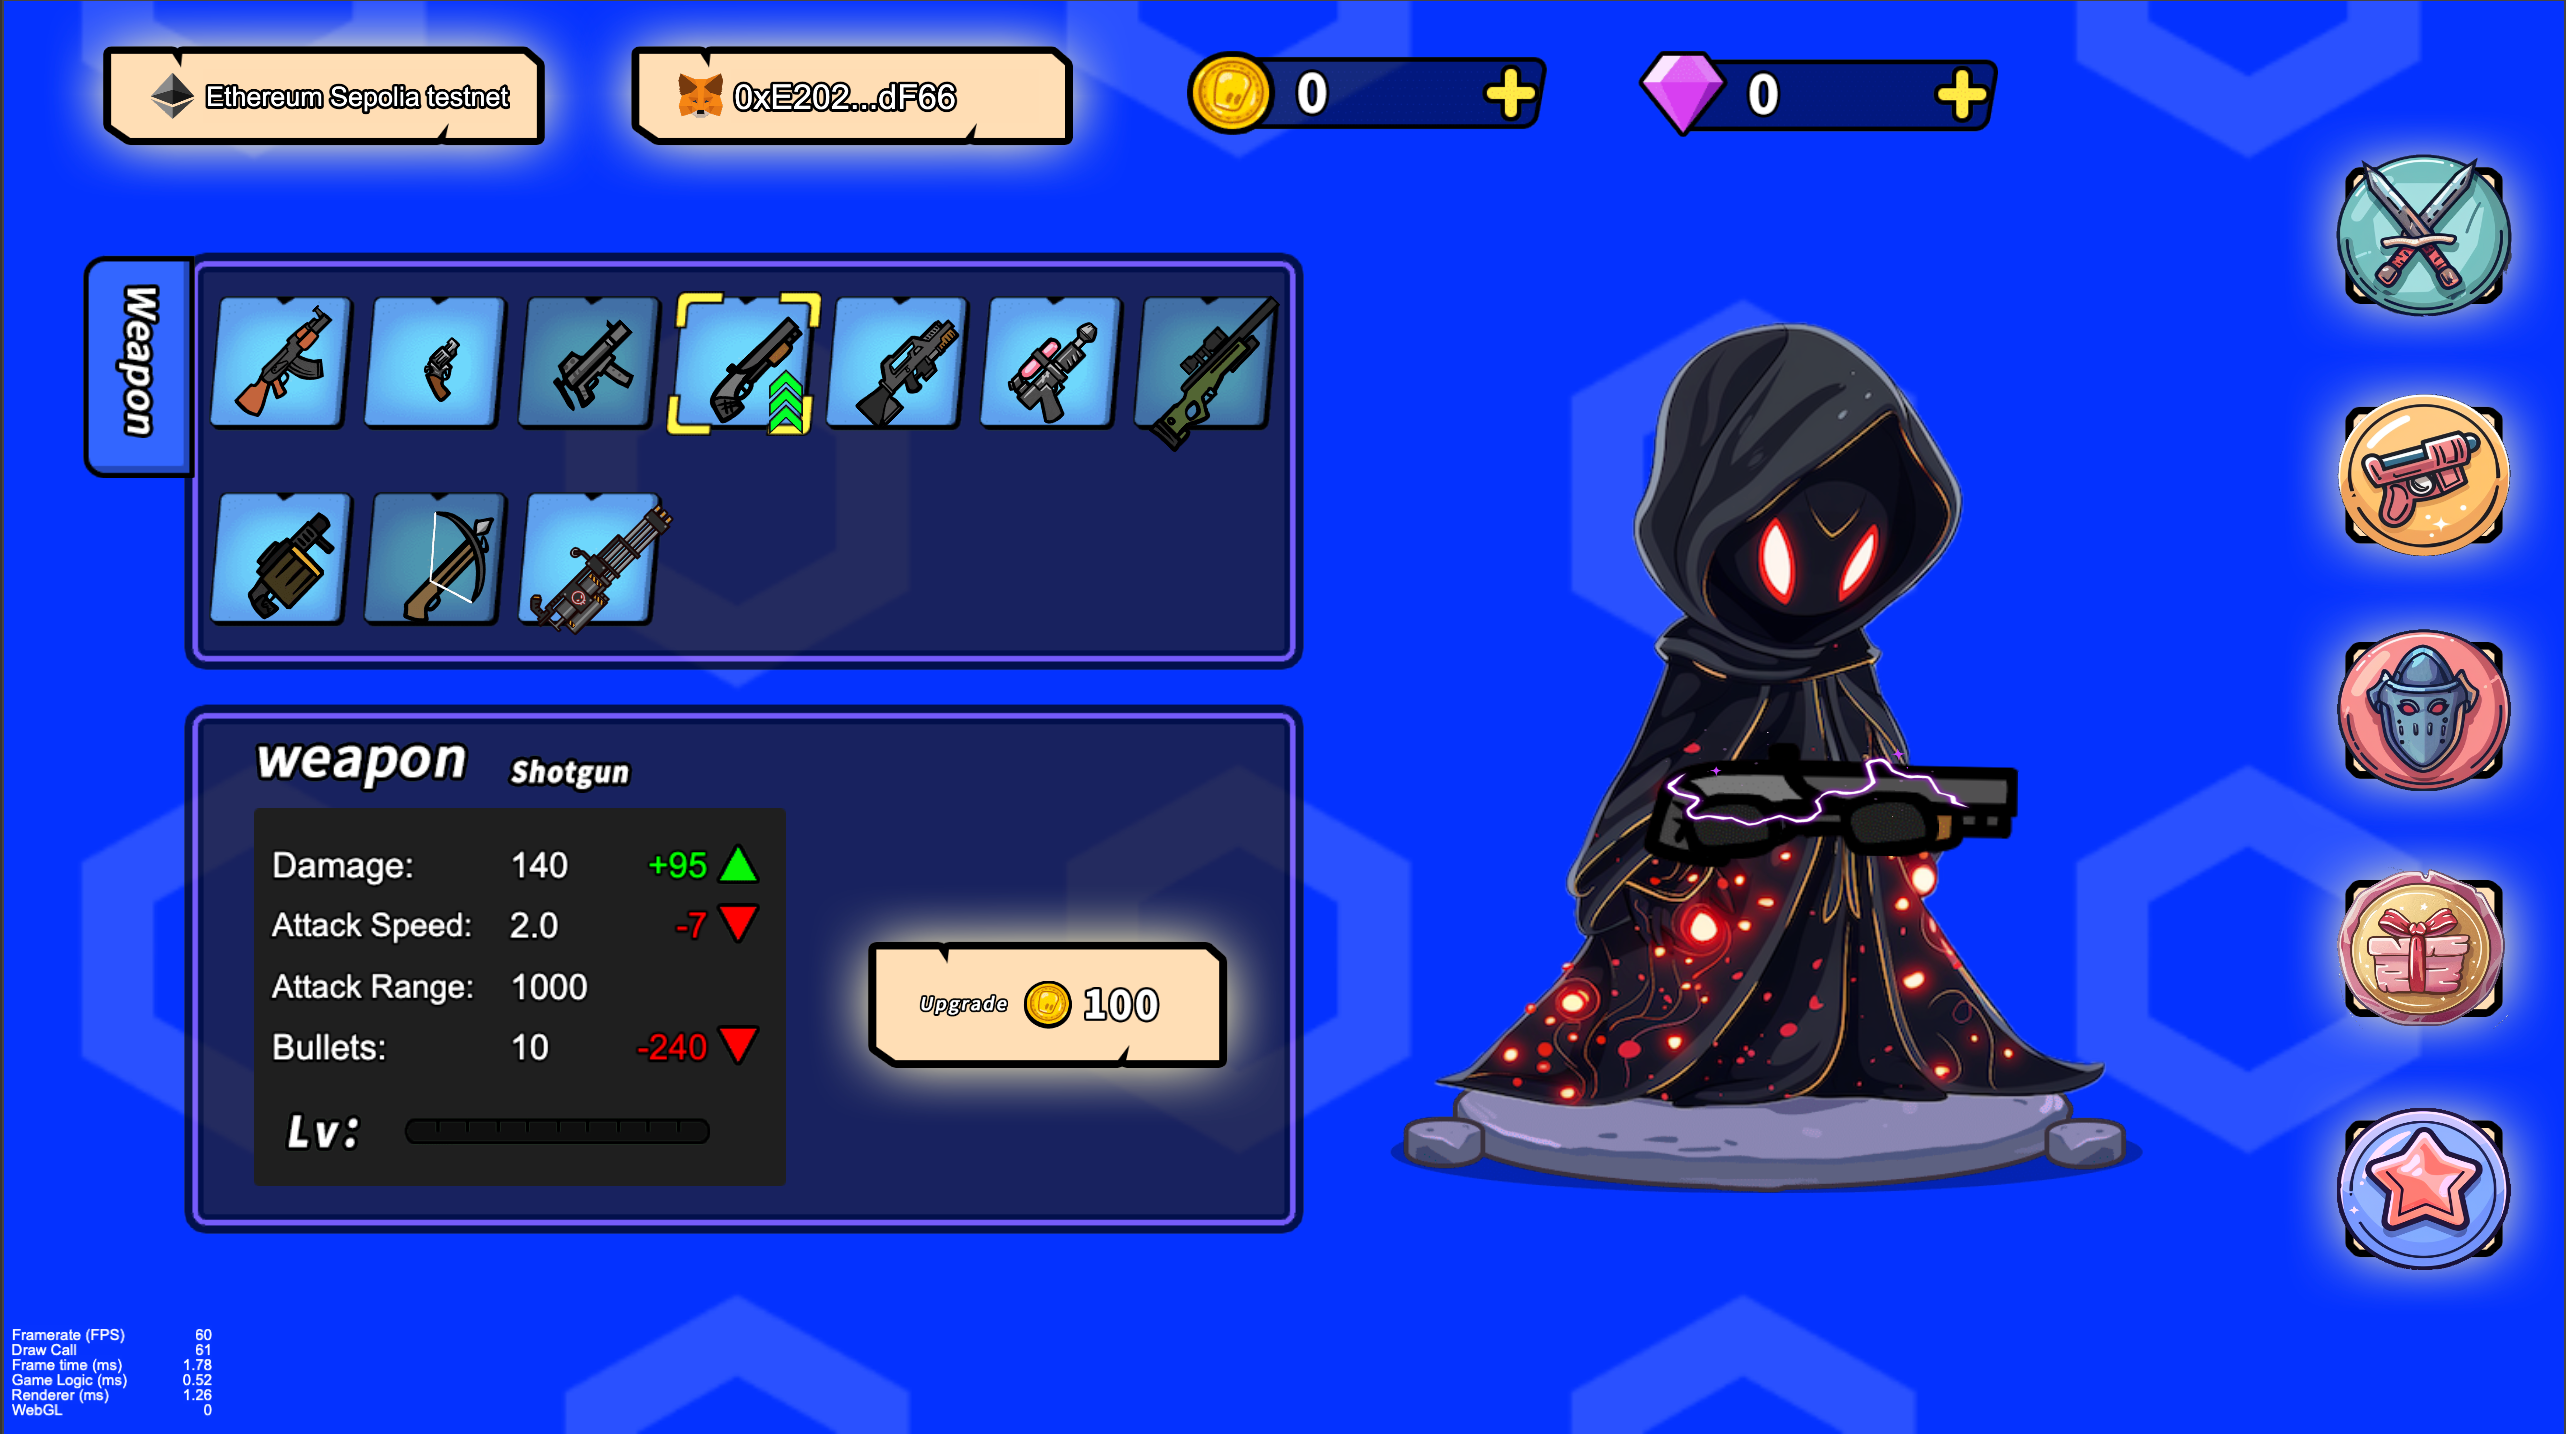 Ethereum Sepolia testnet
0xE202...dF66
0
0
Weapon
weapon Shotgun
Damage: 140 +95
Attack Speed: 2.0 -7
Attack Range: 1000
Bullets: 10 -240
Lv:
Upgrade 100
Framerate (FPS) 60
Draw Call 61
Frame time (ms) 1.78
Game Logic (ms) 0.52
Renderer (ms) 1.26
WebGL 0